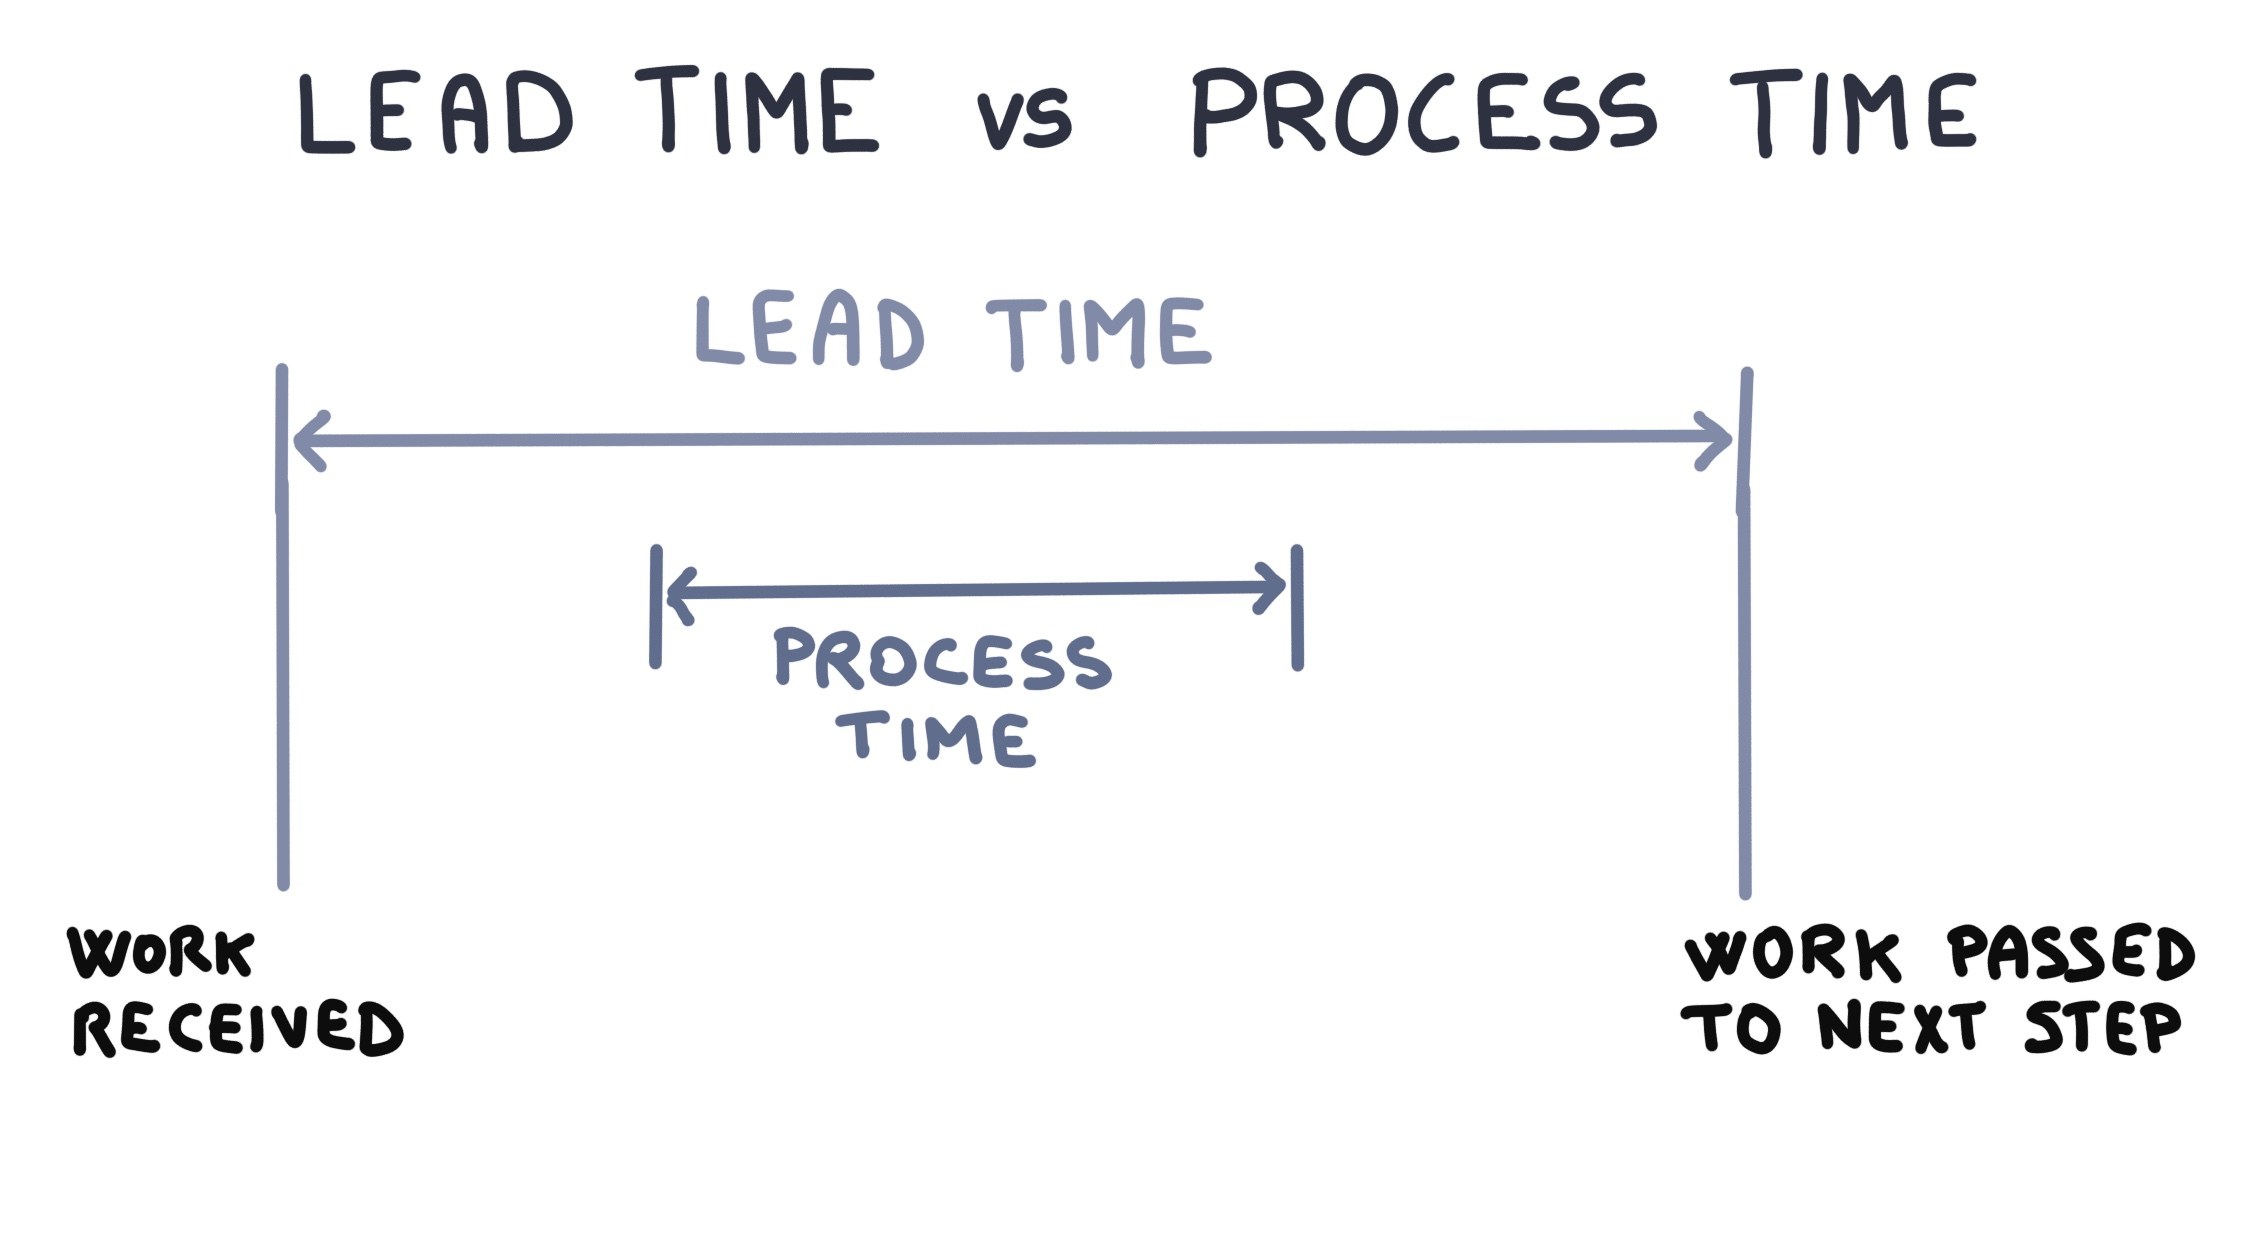 LEAD TIME vs PROCESS TIME
LEAD TIME
PROCESS
TIME
WORK
RECEIVED
WORK PASSED
TO NEXT STEP